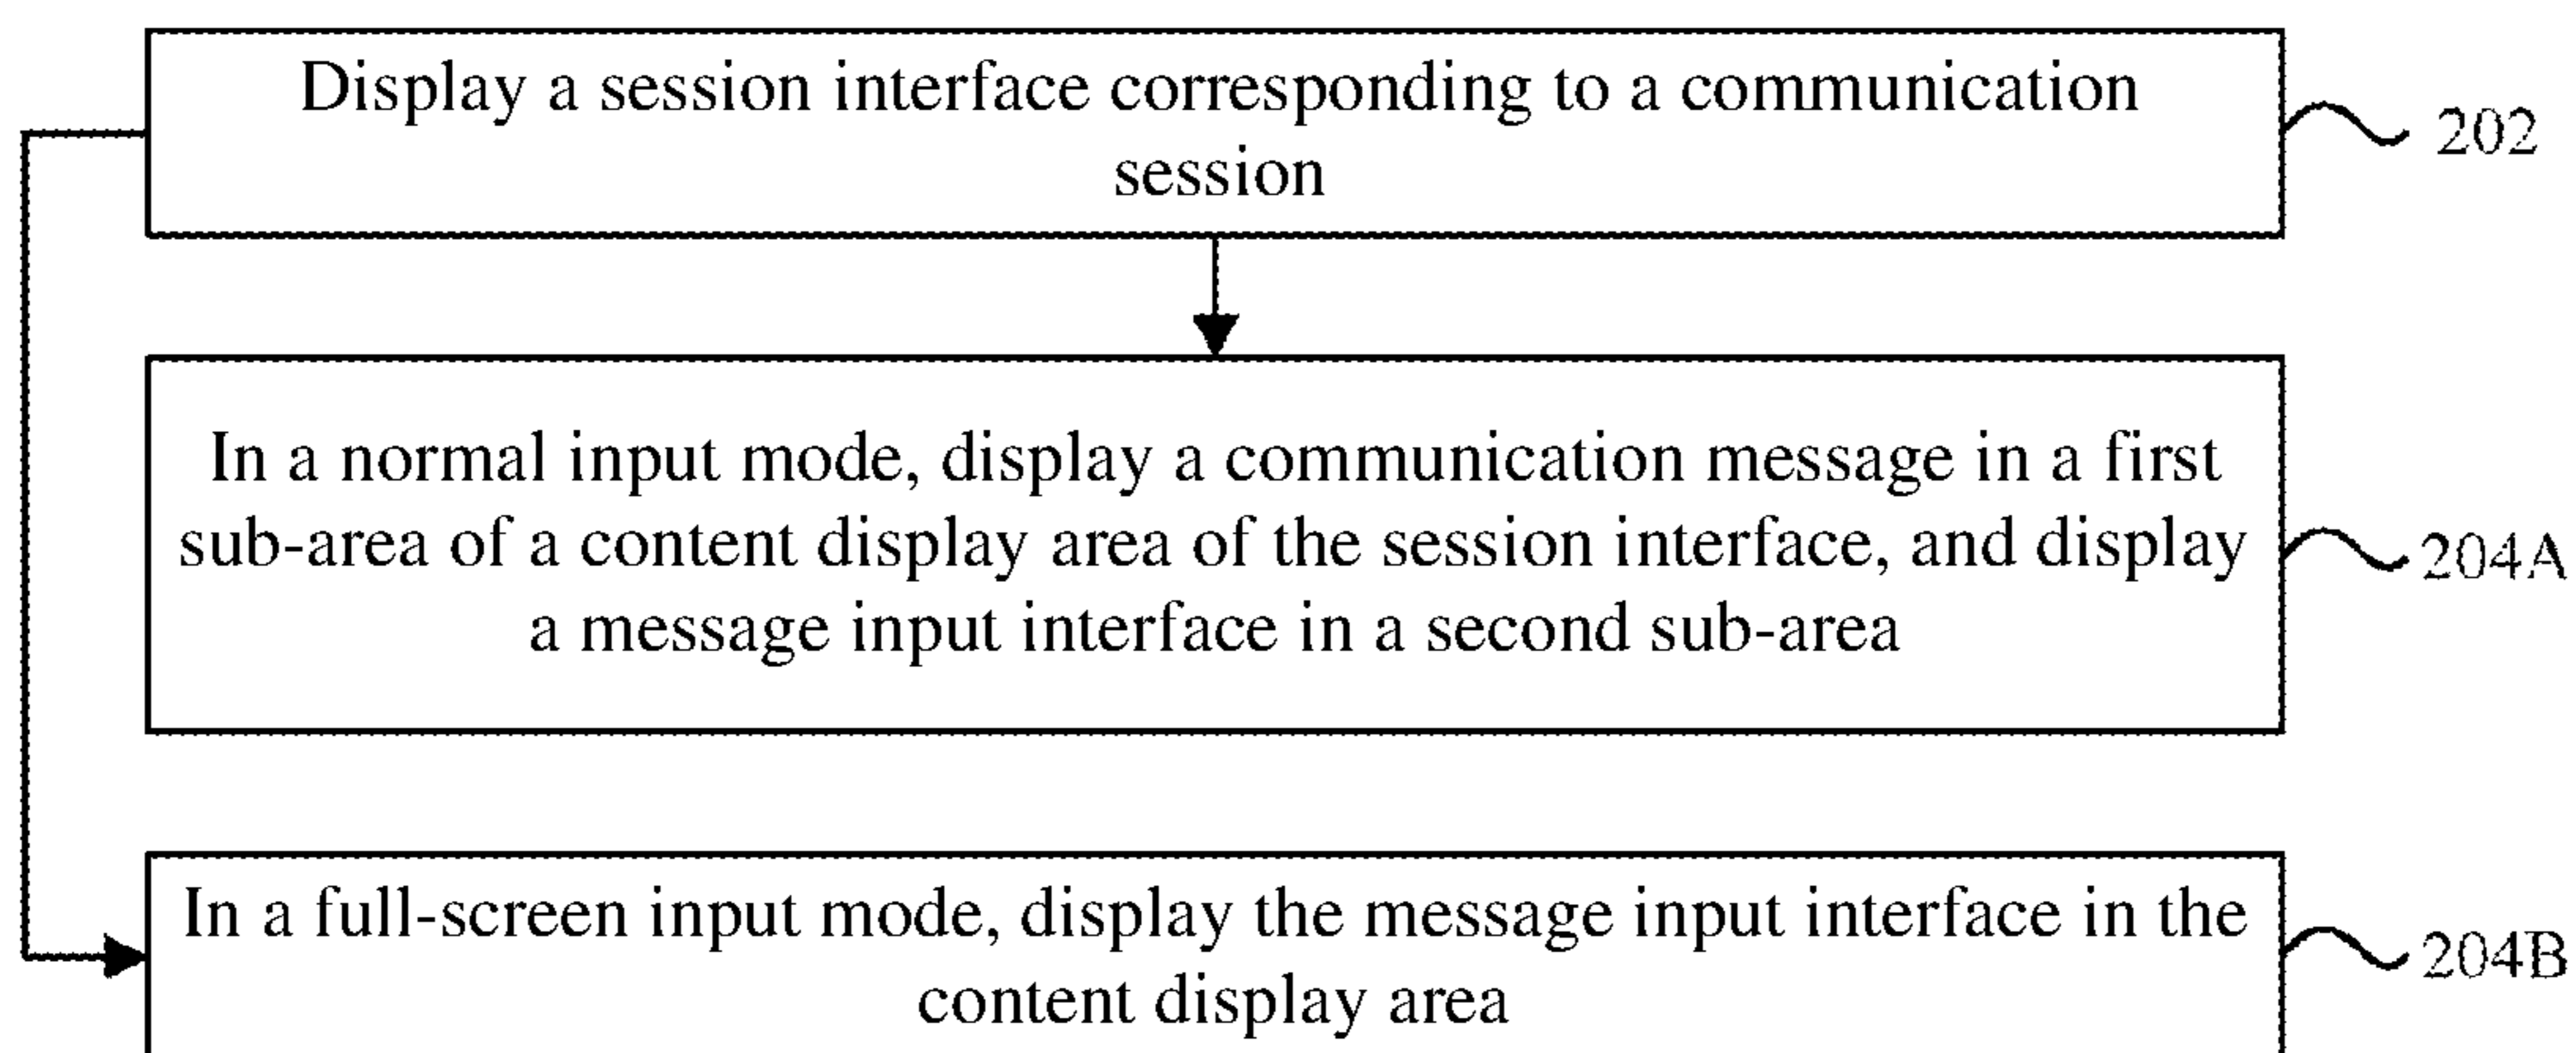 Display a session interface corresponding to a communication
session
202
In a normal input mode, display a communication message in a first
sub-area of a content display area of the session interface, and display
a message input interface in a second sub-area
204A
In a full-screen input mode, display the message input interface in the
content display area
204B